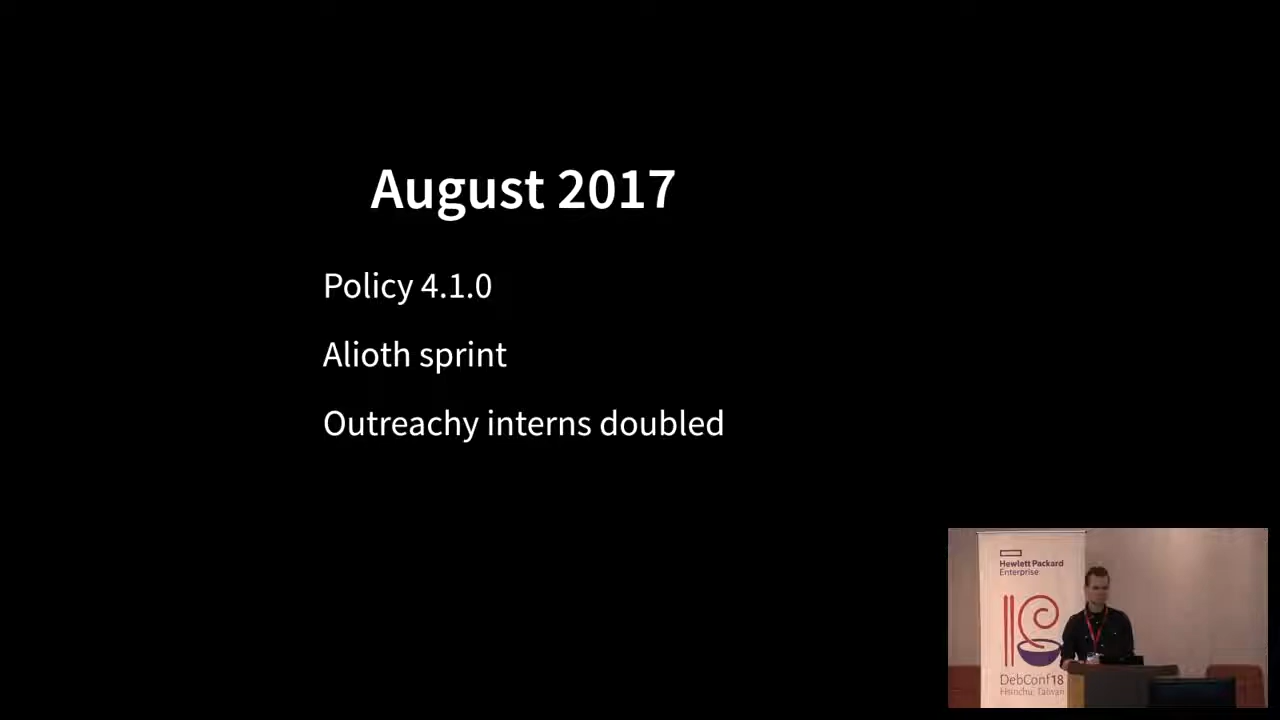 August 2017
Policy 4.1.0
Alioth sprint
Outreachy interns doubled
Hewlett Packard
Enterprise
DebConf18
Hsinchu, Taiwan